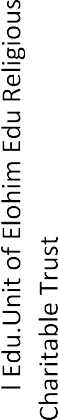 l Edu.Unit of Elohim Edu Religious
Charitable Trust